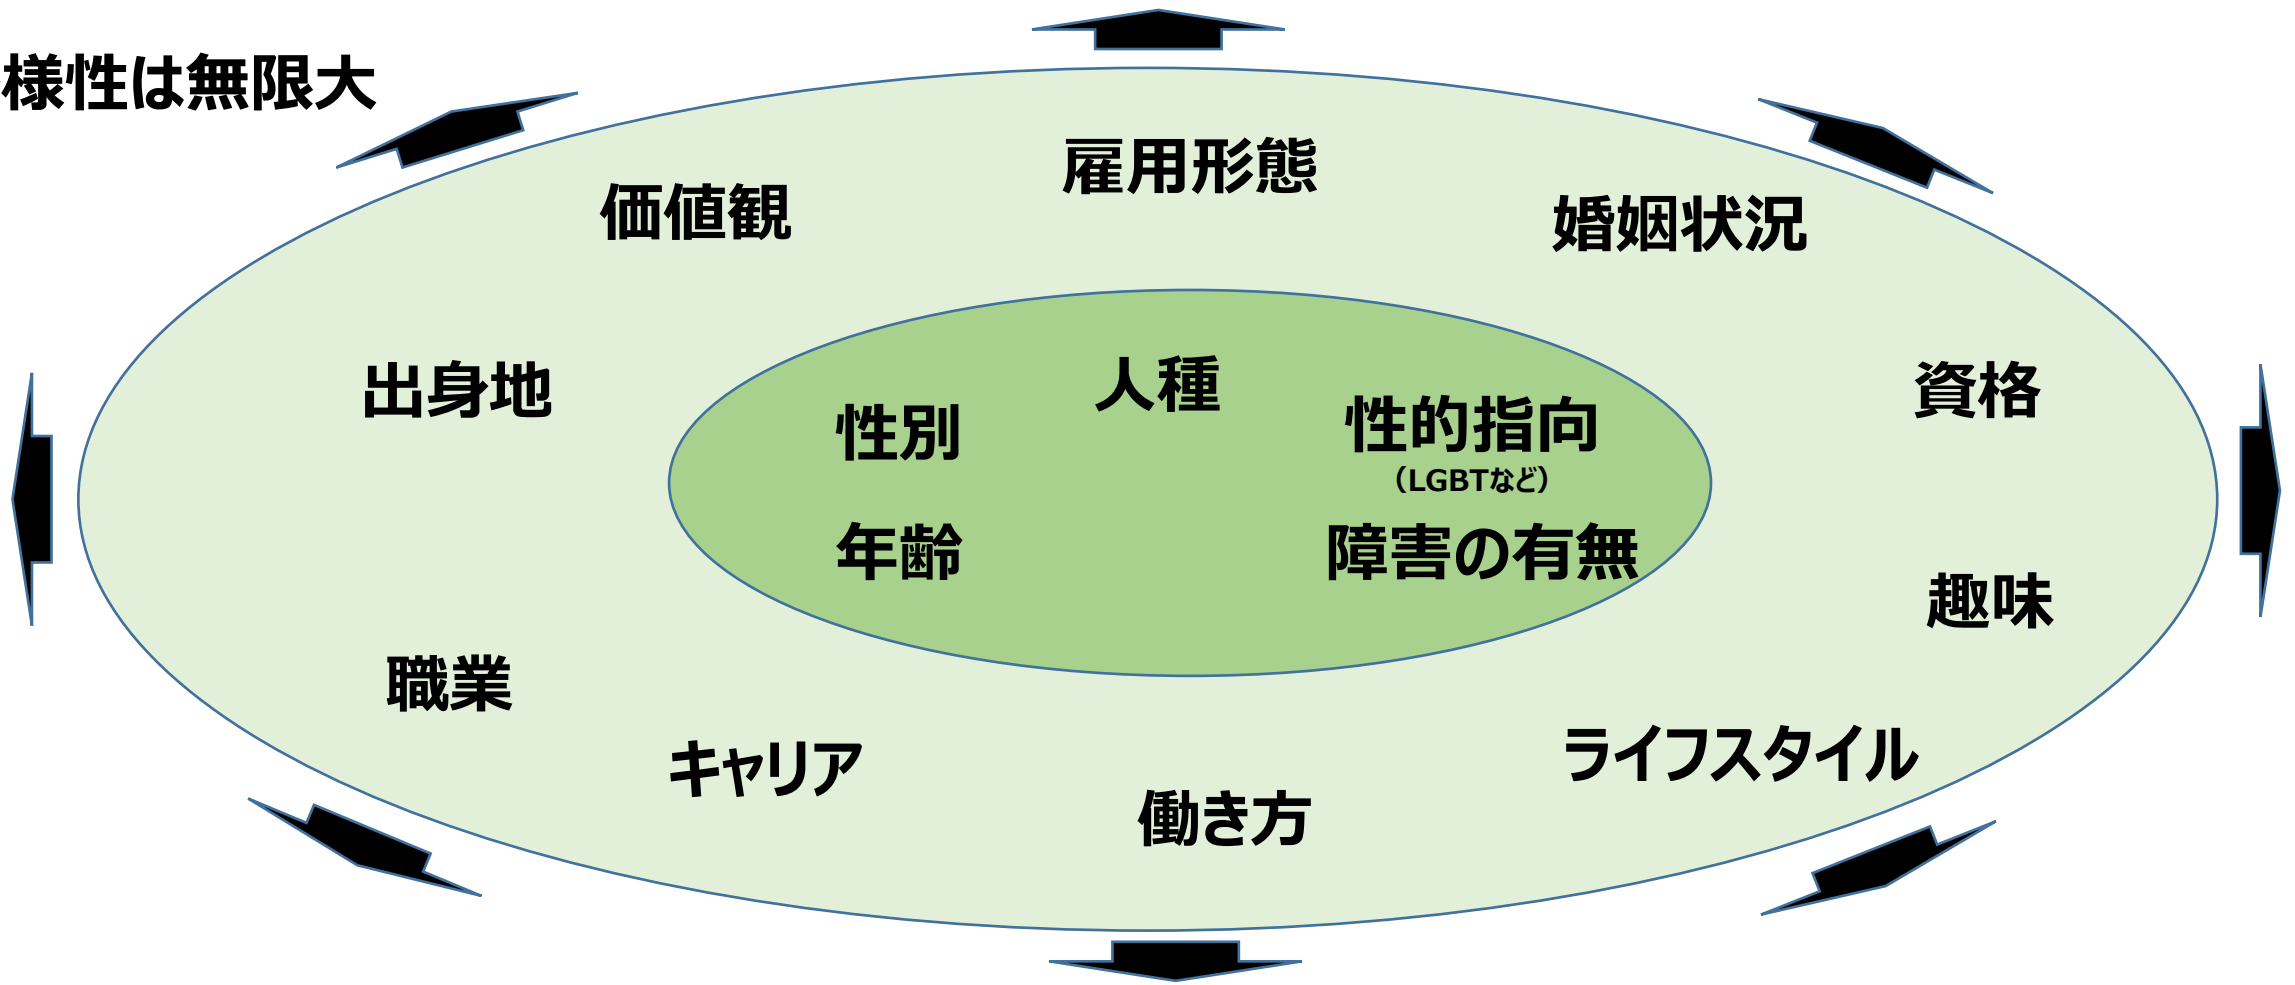 様性は無限大
雇用形態
価値観
婚姻状況
出身地
人種
資格
性別
性的指向
（LGBTなど）
年齢
障害の有無
趣味
職業
キャリア
ライフスタイル
働き方